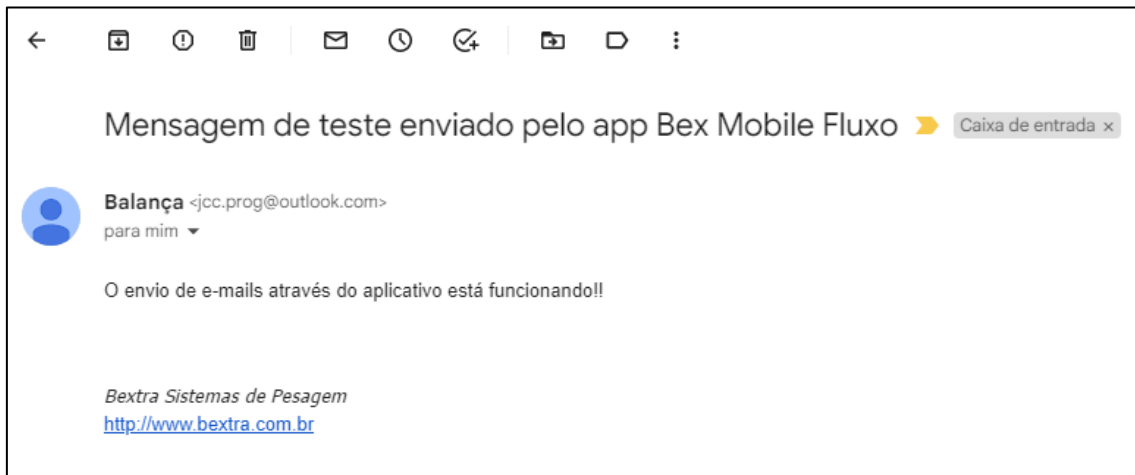 Mensagem de teste enviado pelo app Bex Mobile Fluxo Caixa de entrada x
Balança <jcc.prog@outlook.com>
para mim
O envio de e-mails através do aplicativo está funcionando!!
Bextra Sistemas de Pesagem
http://www.bextra.com.br